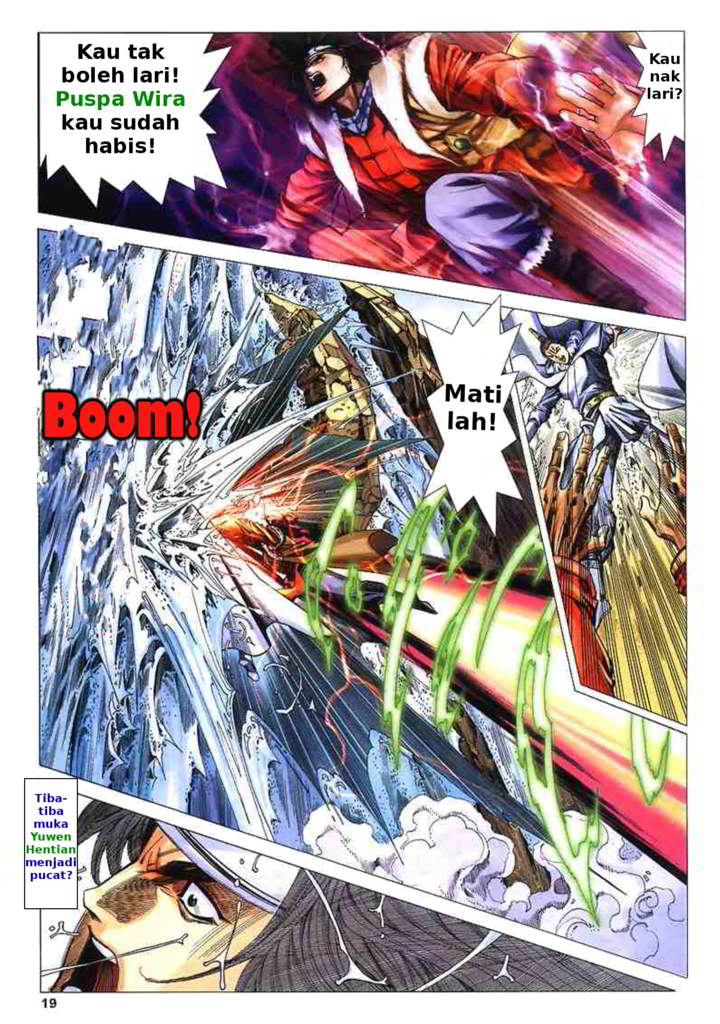 Kau tak
boleh lari!
Puspa Wira
kau sudah
habis!
Kau
nak
lari?
Boom!
Mati
lah!
Tiba-
tiba
muka
Yuwen
Hentian
menjadi
pucat?
19